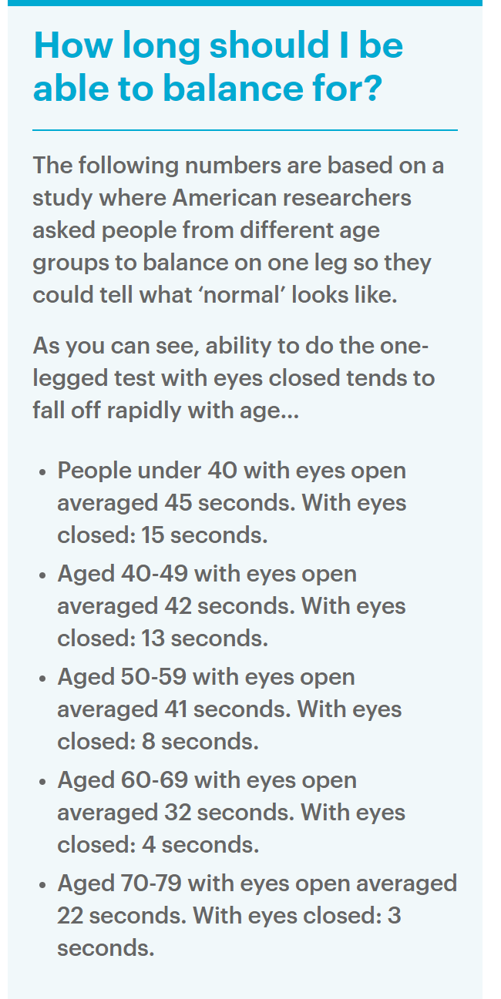 How long should I be
able to balance for?
The following numbers are based on a
study where American researchers
asked people from different age
groups to balance on one leg so they
could tell what ‘normal’ looks like.
As you can see, ability to do the one-
legged test with eyes closed tends to
fall off rapidly with age...
• People under 40 with eyes open
averaged 45 seconds. With eyes
closed: 15 seconds.
• Aged 40-49 with eyes open
averaged 42 seconds. With eyes
closed: 13 seconds.
• Aged 50-59 with eyes open
averaged 41 seconds. With eyes
closed: 8 seconds.
• Aged 60-69 with eyes open
averaged 32 seconds. With eyes
closed: 4 seconds.
• Aged 70-79 with eyes open averaged
22 seconds. With eyes closed: 3
seconds.